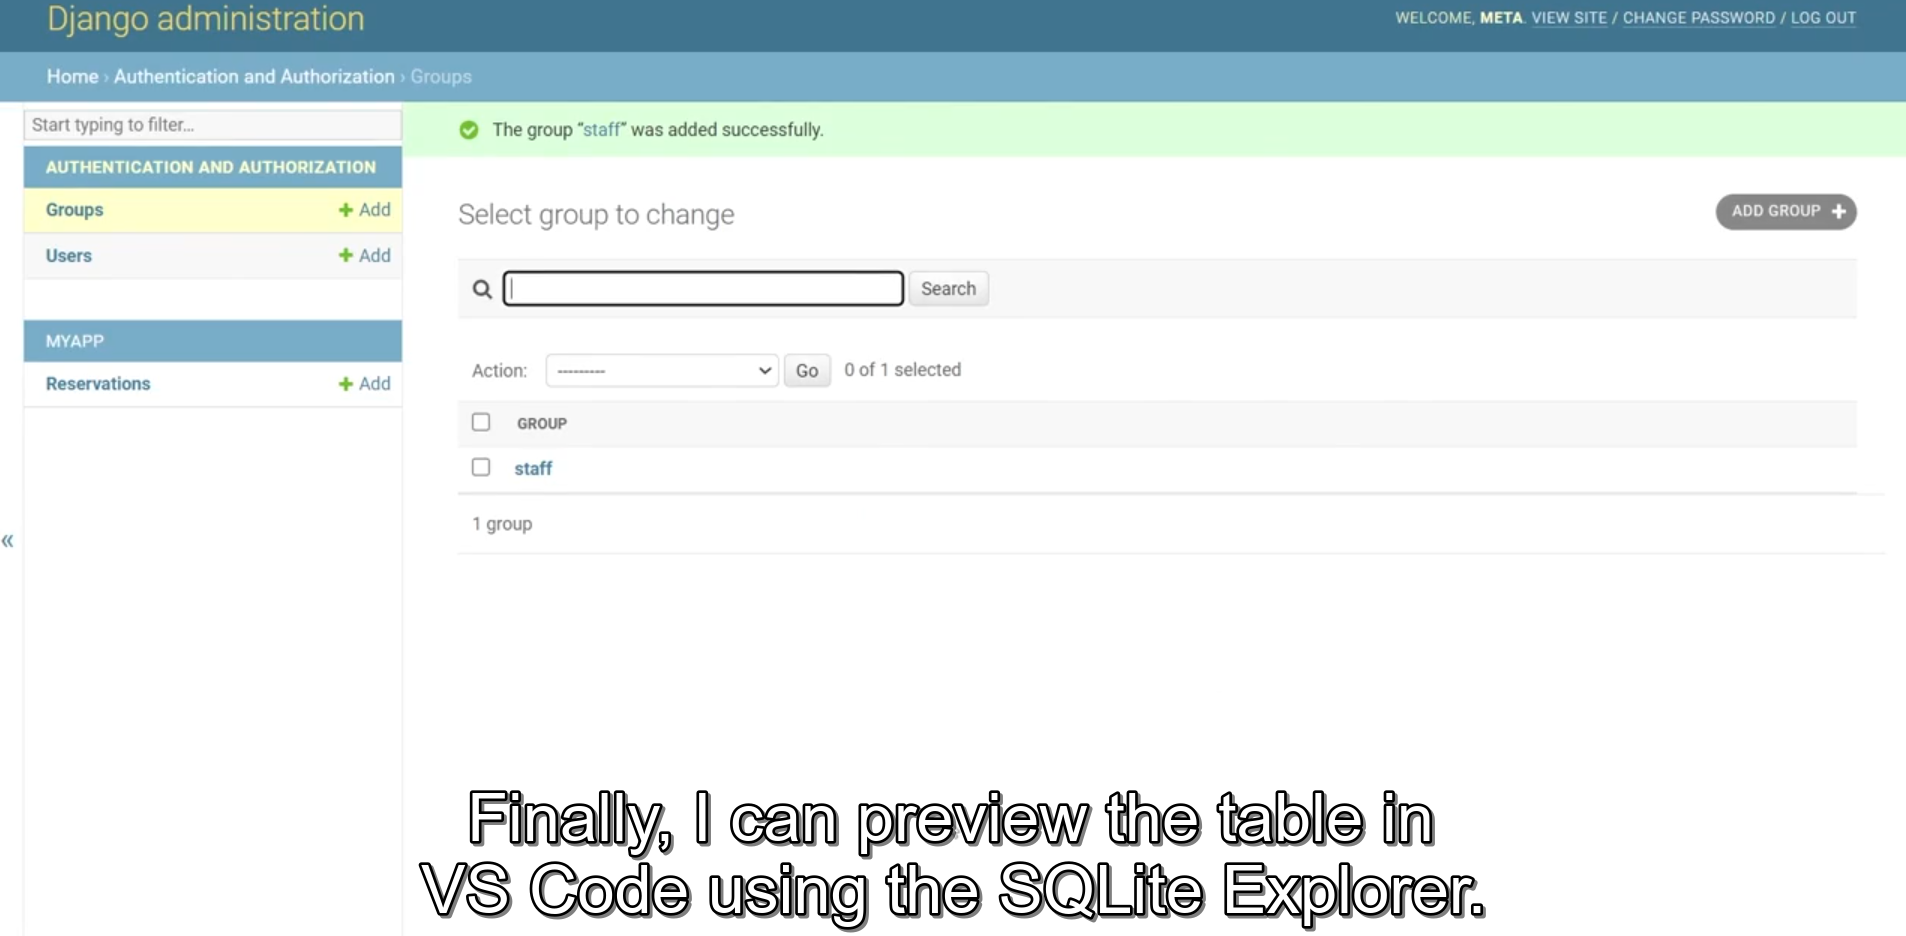 Django administration
WELCOME, META. VIEW SITE / CHANGE PASSWORD / LOG OUT
Home › Authentication and Authorization › Groups
Start typing to filter...
AUTHENTICATION AND AUTHORIZATION
Groups + Add
Users + Add
MYAPP
Reservations + Add
«
The group “staff” was added successfully.
Select group to change
ADD GROUP +
Search
Action: --------- Go 0 of 1 selected
GROUP
staff
1 group
Finally, I can preview the table in
VS Code using the SQLite Explorer.